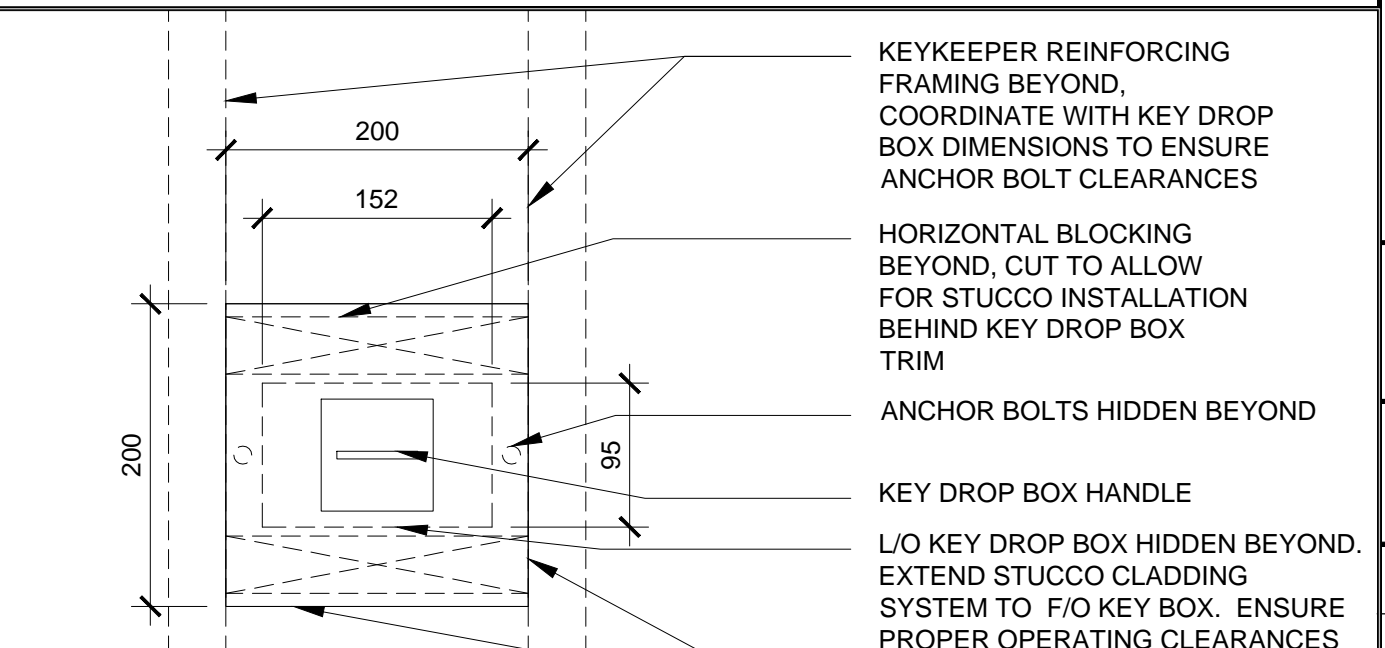 KEYKEEPER REINFORCING
FRAMING BEYOND,
COORDINATE WITH KEY DROP
BOX DIMENSIONS TO ENSURE
ANCHOR BOLT CLEARANCES
200
152
HORIZONTAL BLOCKING
BEYOND, CUT TO ALLOW
FOR STUCCO INSTALLATION
BEHIND KEY DROP BOX
TRIM
200
95
ANCHOR BOLTS HIDDEN BEYOND
KEY DROP BOX HANDLE
L/O KEY DROP BOX HIDDEN BEYOND.
EXTEND STUCCO CLADDING
SYSTEM TO F/O KEY BOX. ENSURE
PROPER OPERATING CLEARANCES